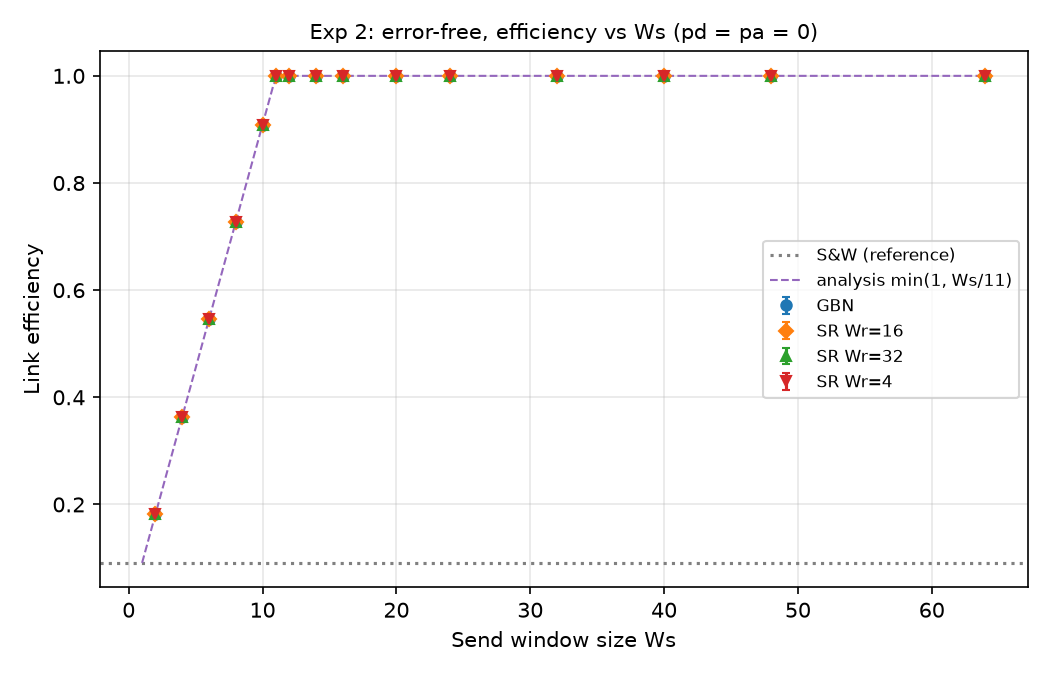 Exp 2: error-free, efficiency vs Ws (pd = pa = 0)
Link efficiency
1.0
0.8
0.6
0.4
0.2
S&W (reference)
analysis min(1, Ws/11)
GBN
SR Wr=16
SR Wr=32
SR Wr=4
0 10 20 30 40 50 60
Send window size Ws